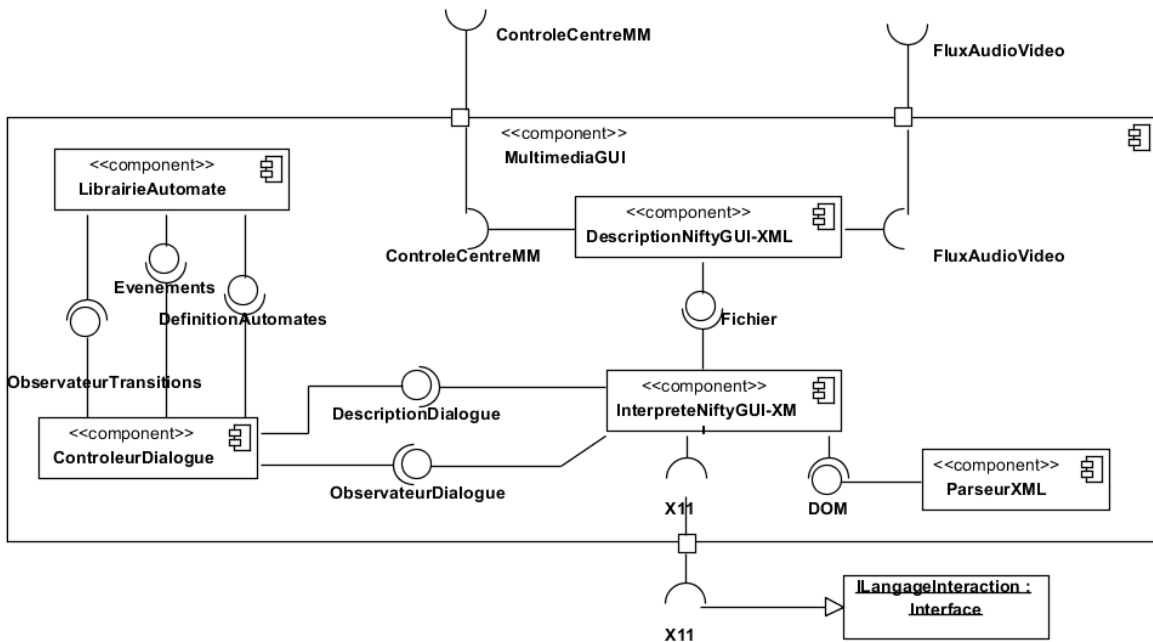 ControleCentreMM
FluxAudioVideo
<<component>>
MultimediaGUI
<<component>>
LibrairieAutomate
<<component>>
DescriptionNiftyGUI-XML
ControleCentreMM
FluxAudioVideo
Evenements
DefinitionAutomates
Fichier
ObservateurTransitions
<<component>>
InterpreteNiftyGUI-XM
l
DescriptionDialogue
<<component>>
ControleurDialogue
ObservateurDialogue
X11
DOM
<<component>>
ParseurXML
ILangageInteraction :
Interface
X11